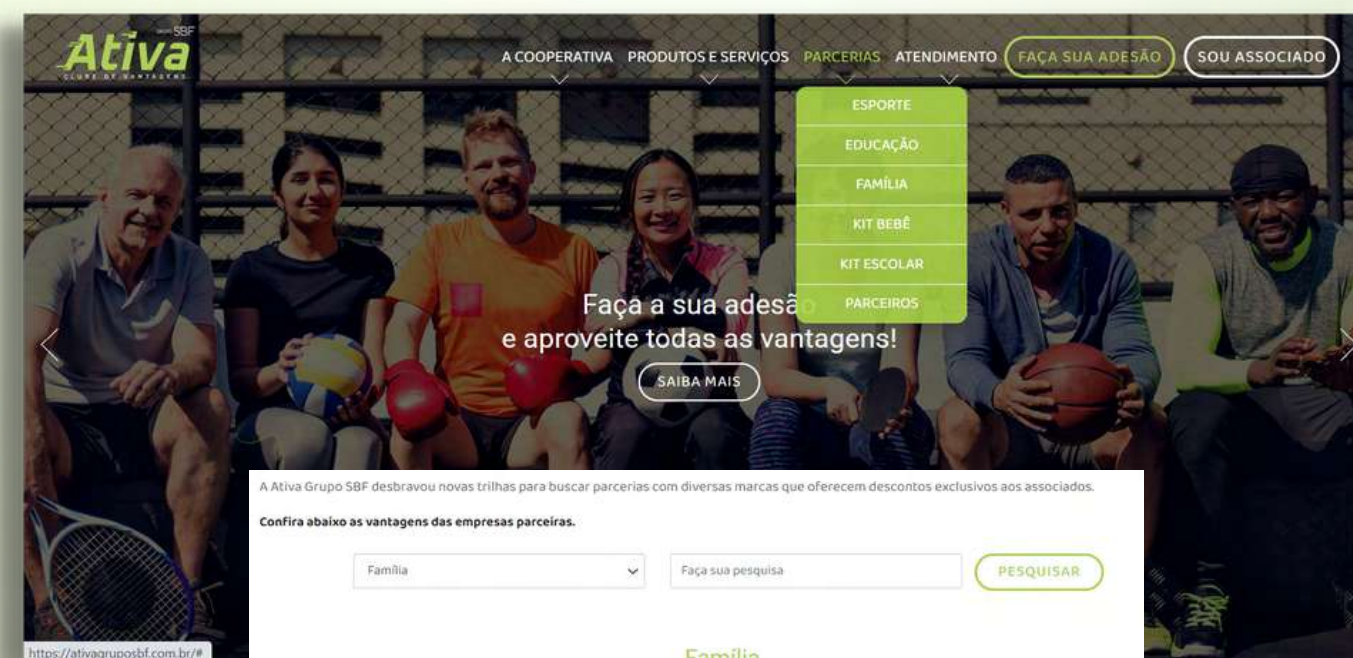 GRUPO SBF
Ativa
CLUBE DE VANTAGENS
A COOPERATIVA PRODUTOS E SERVIÇOS PARCERIAS ATENDIMENTO FAÇA SUA ADESÃO SOU ASSOCIADO
ESPORTE
EDUCAÇÃO
FAMÍLIA
KIT BEBÊ
KIT ESCOLAR
PARCEIROS
Faça a sua adesão
e aproveite todas as vantagens!
SAIBA MAIS
A Ativa Grupo SBF desbravou novas trilhas para buscar parcerias com diversas marcas que oferecem descontos exclusivos aos associados.
Confira abaixo as vantagens das empresas parceiras.
Família Faça sua pesquisa PESQUISAR
Família
https://ativagruposbf.com.br/#